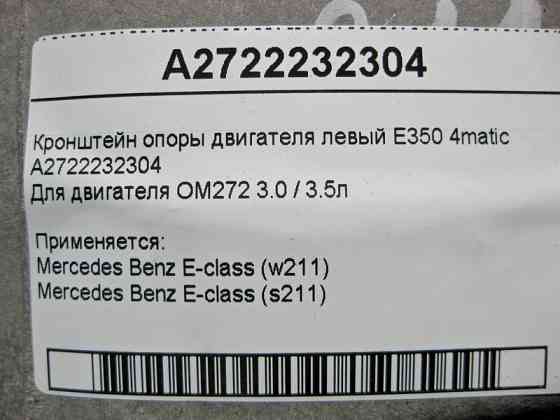 A2722232304
Кронштейн опоры двигателя левый E350 4matic
A2722232304
Для двигателя OM272 3.0 / 3.5л
Применяется:
Mercedes Benz E-class (w211)
Mercedes Benz E-class (s211)